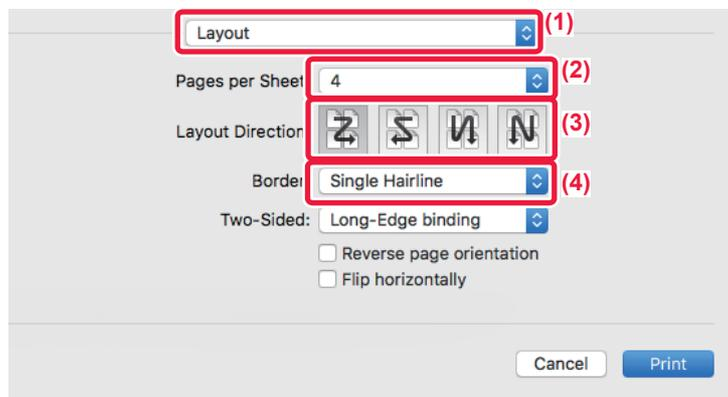 Layout (1)
Pages per Sheet 4 (2)
Layout Direction (3)
Border Single Hairline (4)
Two-Sided: Long-Edge binding
Reverse page orientation
Flip horizontally
Cancel Print